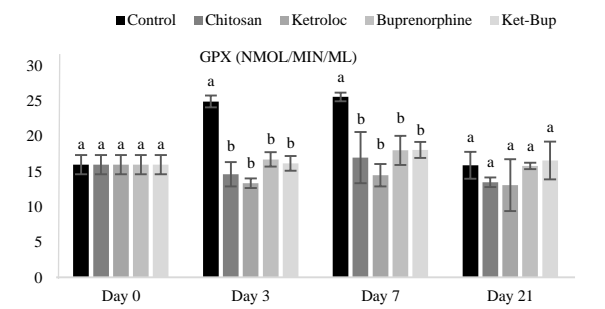 Control Chitosan Ketroloc Buprenorphine Ket-Bup
GPX (NMOL/MIN/ML)
30
25
20
15
10
5
0
a a a a a
a b b b b
a b b b b
a a a a a
Day 0 Day 3 Day 7 Day 21